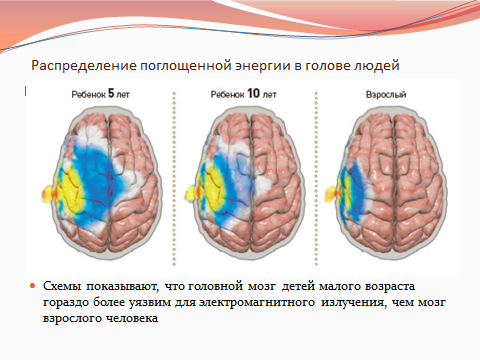 Распределение поглощенной энергии в голове людей
Ребенок 5 лет
Ребенок 10 лет
Взрослый
Схемы показывают, что головной мозг детей малого возраста
гораздо более уязвим для электромагнитного излучения, чем мозг
взрослого человека